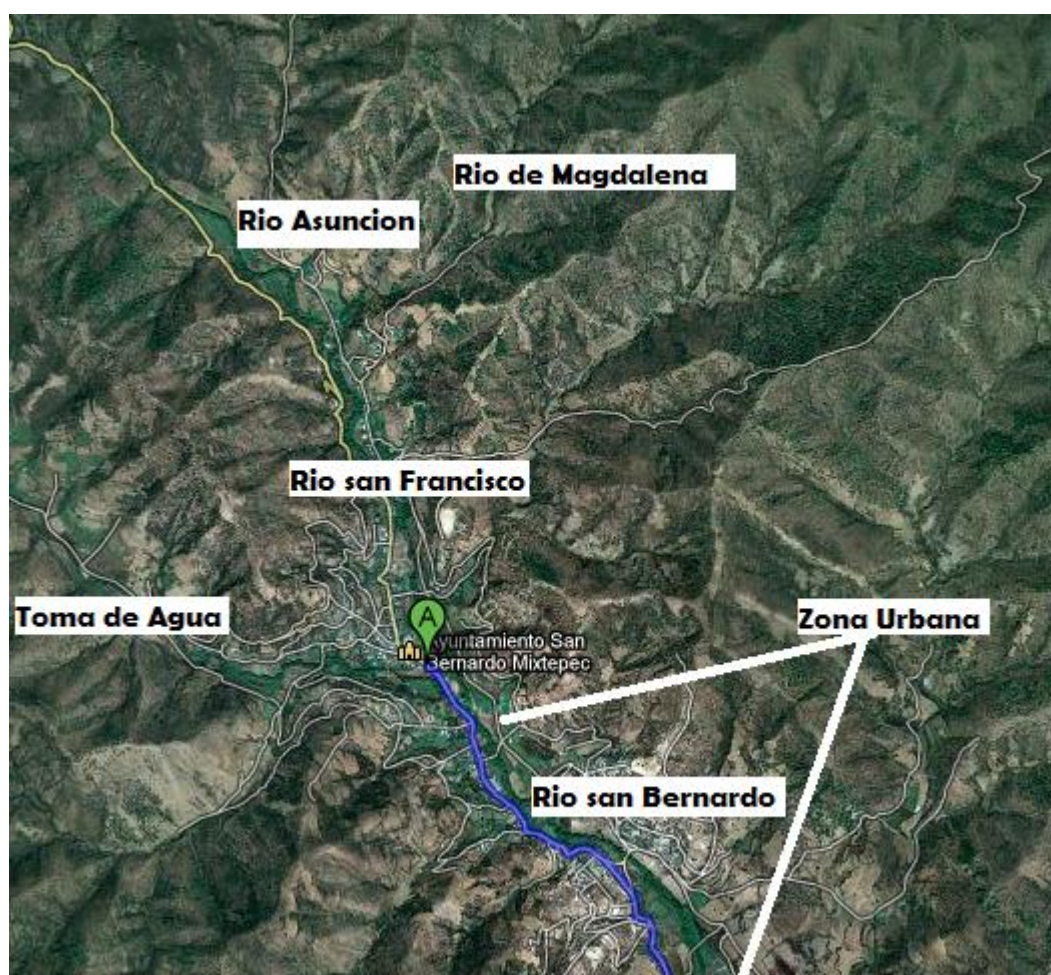 Rio de Magdalena
Rio Asuncion
Rio san Francisco
Toma de Agua
Zona Urbana
A
Ayuntamiento San
Bernardo Mixtepec
Rio san Bernardo